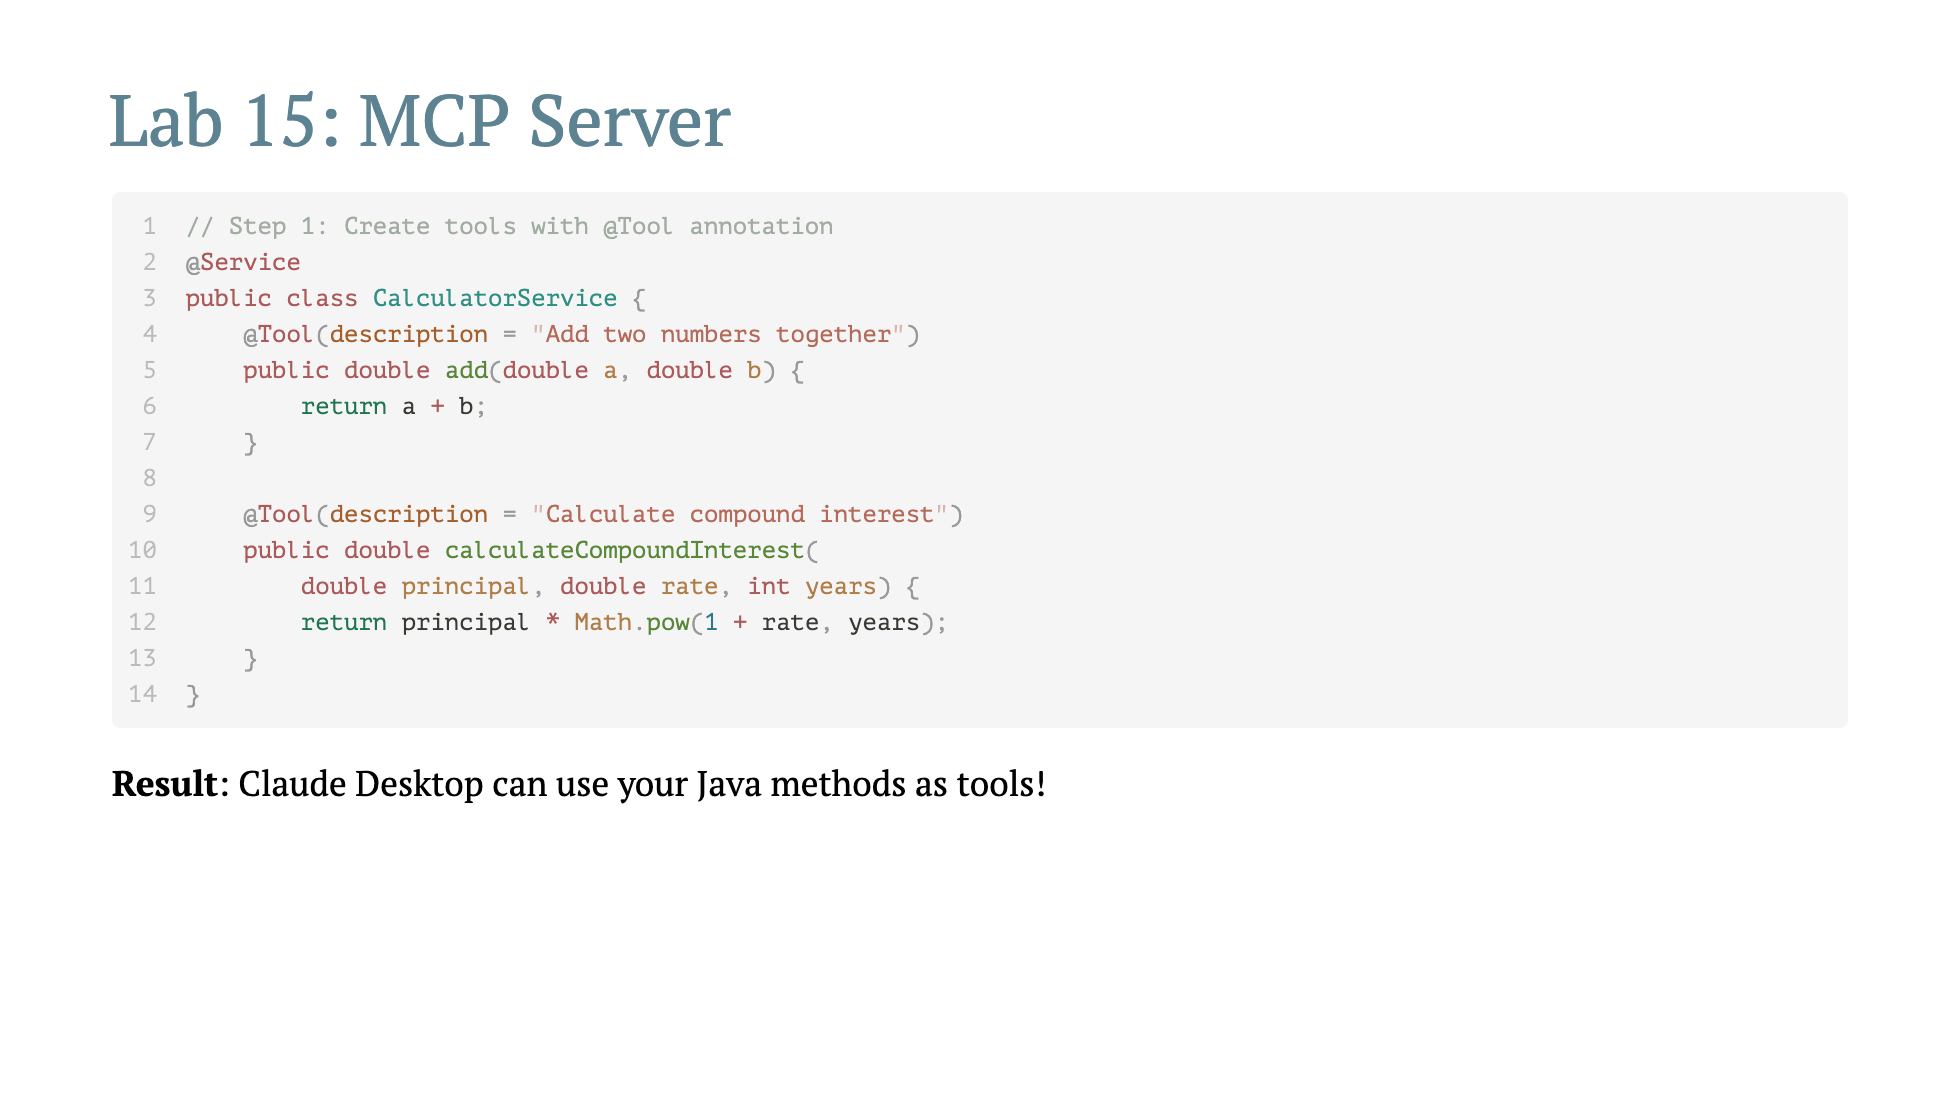 Lab 15: MCP Server
1 // Step 1: Create tools with @Tool annotation
2 @Service
3 public class CalculatorService {
4     @Tool(description = "Add two numbers together")
5     public double add(double a, double b) {
6         return a + b;
7     }
8
9     @Tool(description = "Calculate compound interest")
10     public double calculateCompoundInterest(
11         double principal, double rate, int years) {
12         return principal * Math.pow(1 + rate, years);
13     }
14 }
Result: Claude Desktop can use your Java methods as tools!